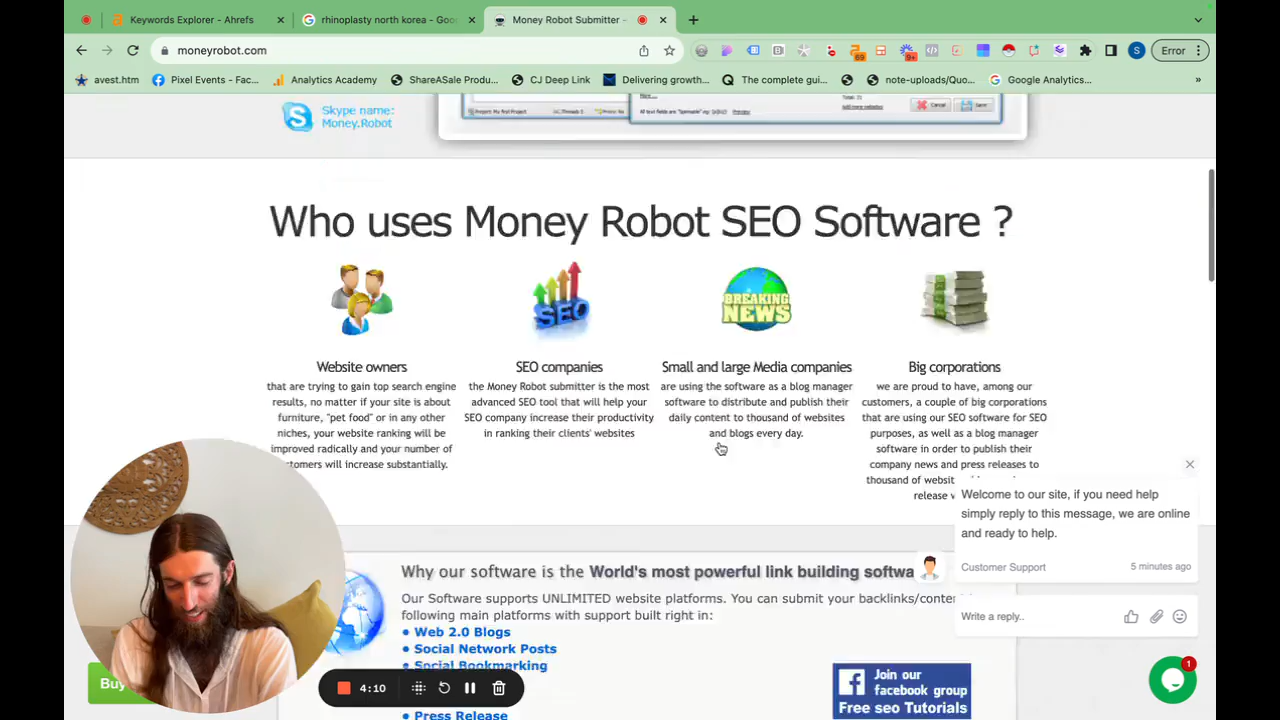 Keywords Explorer - Ahrefs
rhinoplasty north korea - Goo
Money Robot Submitter -
moneyrobot.com
69
9+
S
Error
avest.htm
Pixel Events - Fac...
Analytics Academy
ShareASale Produ...
CJ Deep Link
Delivering growth...
The complete gui...
note-uploads/Quo...
Google Analytics...
»
Skype name:
Money.Robot
Cancel
Save
Preview
Who uses Money Robot SEO Software ?
SEO
BREAKING
NEWS
Website owners
that are trying to gain top search engine
results, no matter if your site is about
furniture, "pet food" or in any other
niches, your website ranking will be
improved radically and your number of
tomers will increase substantially.
SEO companies
the Money Robot submitter is the most
advanced SEO tool that will help your
SEO company increase their productivity
in ranking their clients' websites
Small and large Media companies
are using the software as a blog manager
software to distribute and publish their
daily content to thousand of websites
and blogs every day.
Big corporations
we are proud to have, among our
customers, a couple of big corporations
that are using our SEO software for SEO
purposes, as well as a blog manager
software in order to publish their
company news and press releases to
thousand of websit
release
Welcome to our site, if you need help
simply reply to this message, we are online
and ready to help.
Customer Support
5 minutes ago
Write a reply..
1
Why our software is the World's most powerful link building softwa
Our Software supports UNLIMITED website platforms. You can submit your backlinks/conte
following main platforms with support built right in:
• Web 2.0 Blogs
• Social Network Posts
• Social Bookmarking
• Press Release
Join our
facebook group
Free seo Tutorials
Bu
4:10